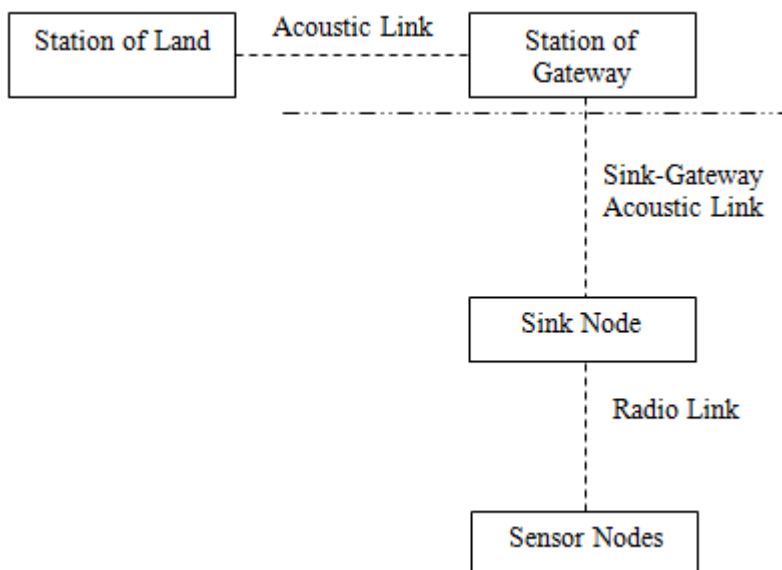 Station of Land
Acoustic Link
Station of
Gateway
Sink-Gateway
Acoustic Link
Sink Node
Radio Link
Sensor Nodes